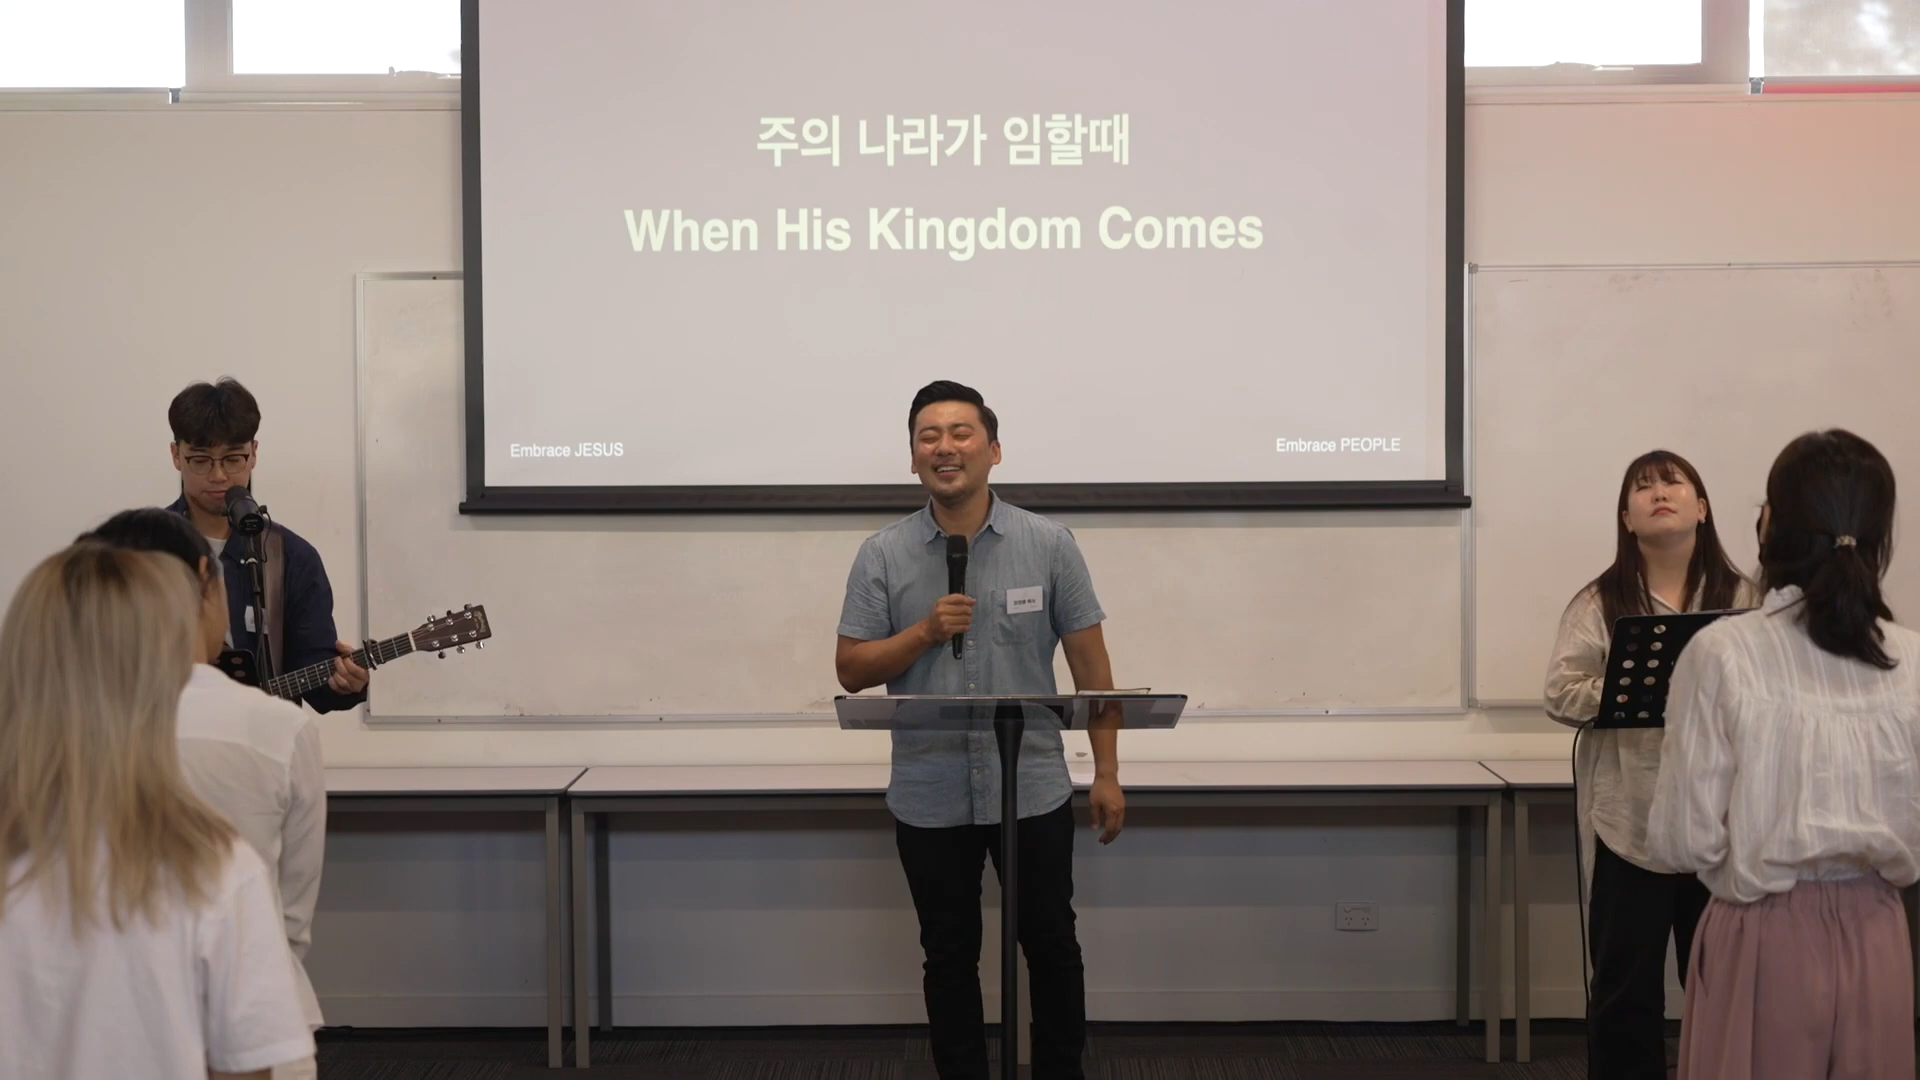 주의 나라가 임할때
When His Kingdom Comes
Embrace JESUS
Embrace PEOPLE